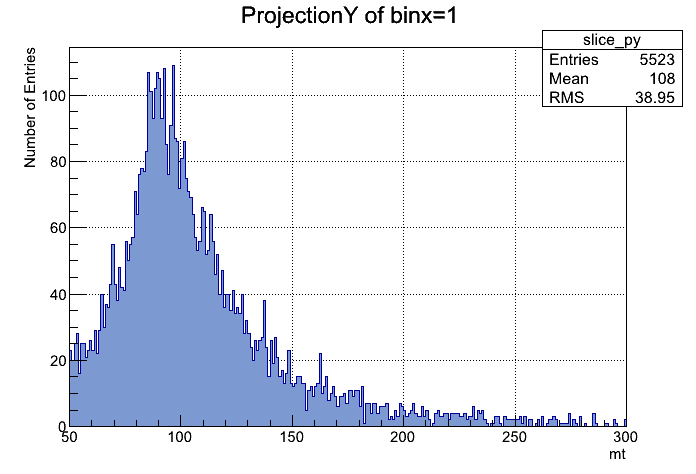 ProjectionY of binx=1
slice_py
Entries 5523
Mean 108
RMS 38.95
Number of Entries
100
80
60
40
20
0
50 100 150 200 250 300
mt